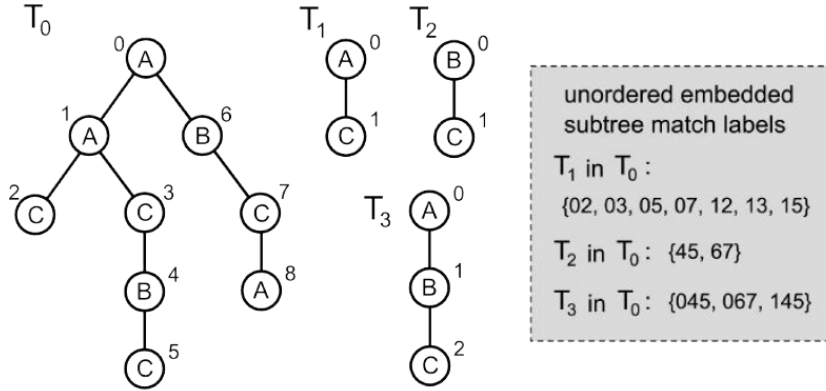 T0 T1 T2
0 A 0 A B 0
1 A B 6 C 1 C 1
2 C C 3 C 7 T3 A 0
B 4 A 8 B 1
C 5 C 2
unordered embedded
subtree match labels
T1 in T0 :
{02, 03, 05, 07, 12, 13, 15}
T2 in T0 : {45, 67}
T3 in T0 : {045, 067, 145}